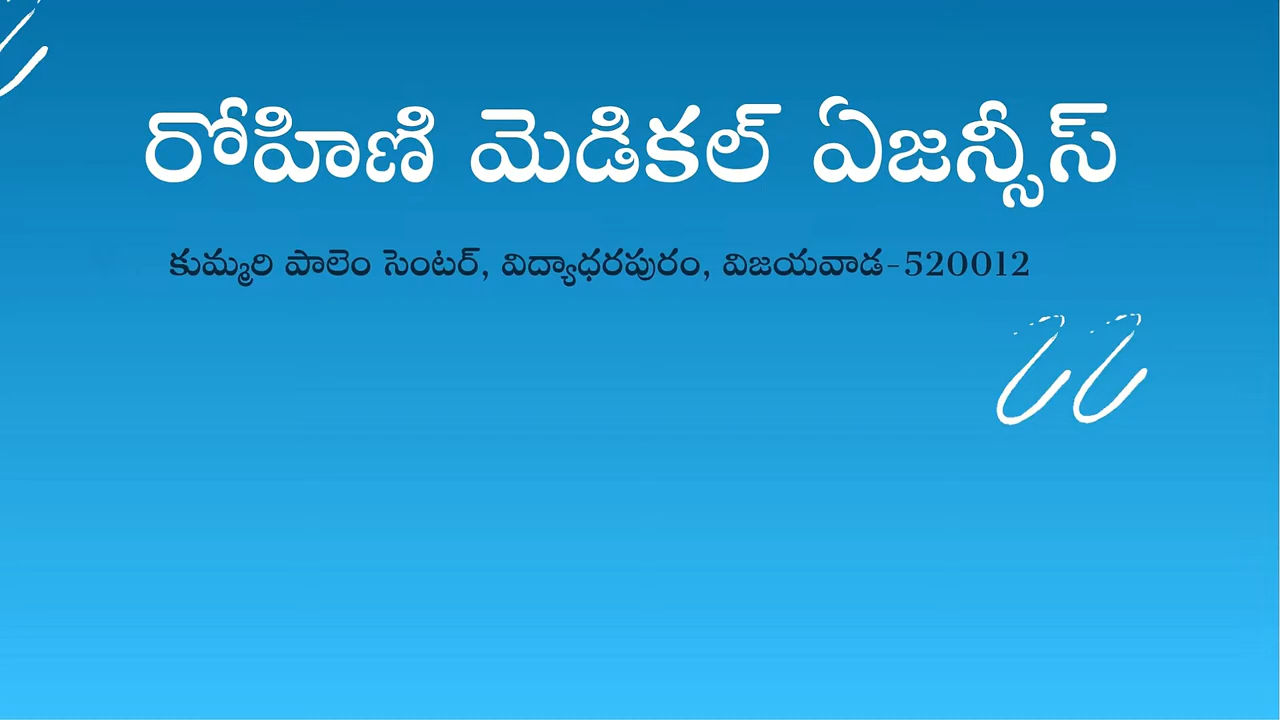 రోహిణి మెడికల్ ఏజన్సీస్
కుమ్మరి పాలెం సెంటర్, విద్యాధరపురం, విజయవాడ-520012